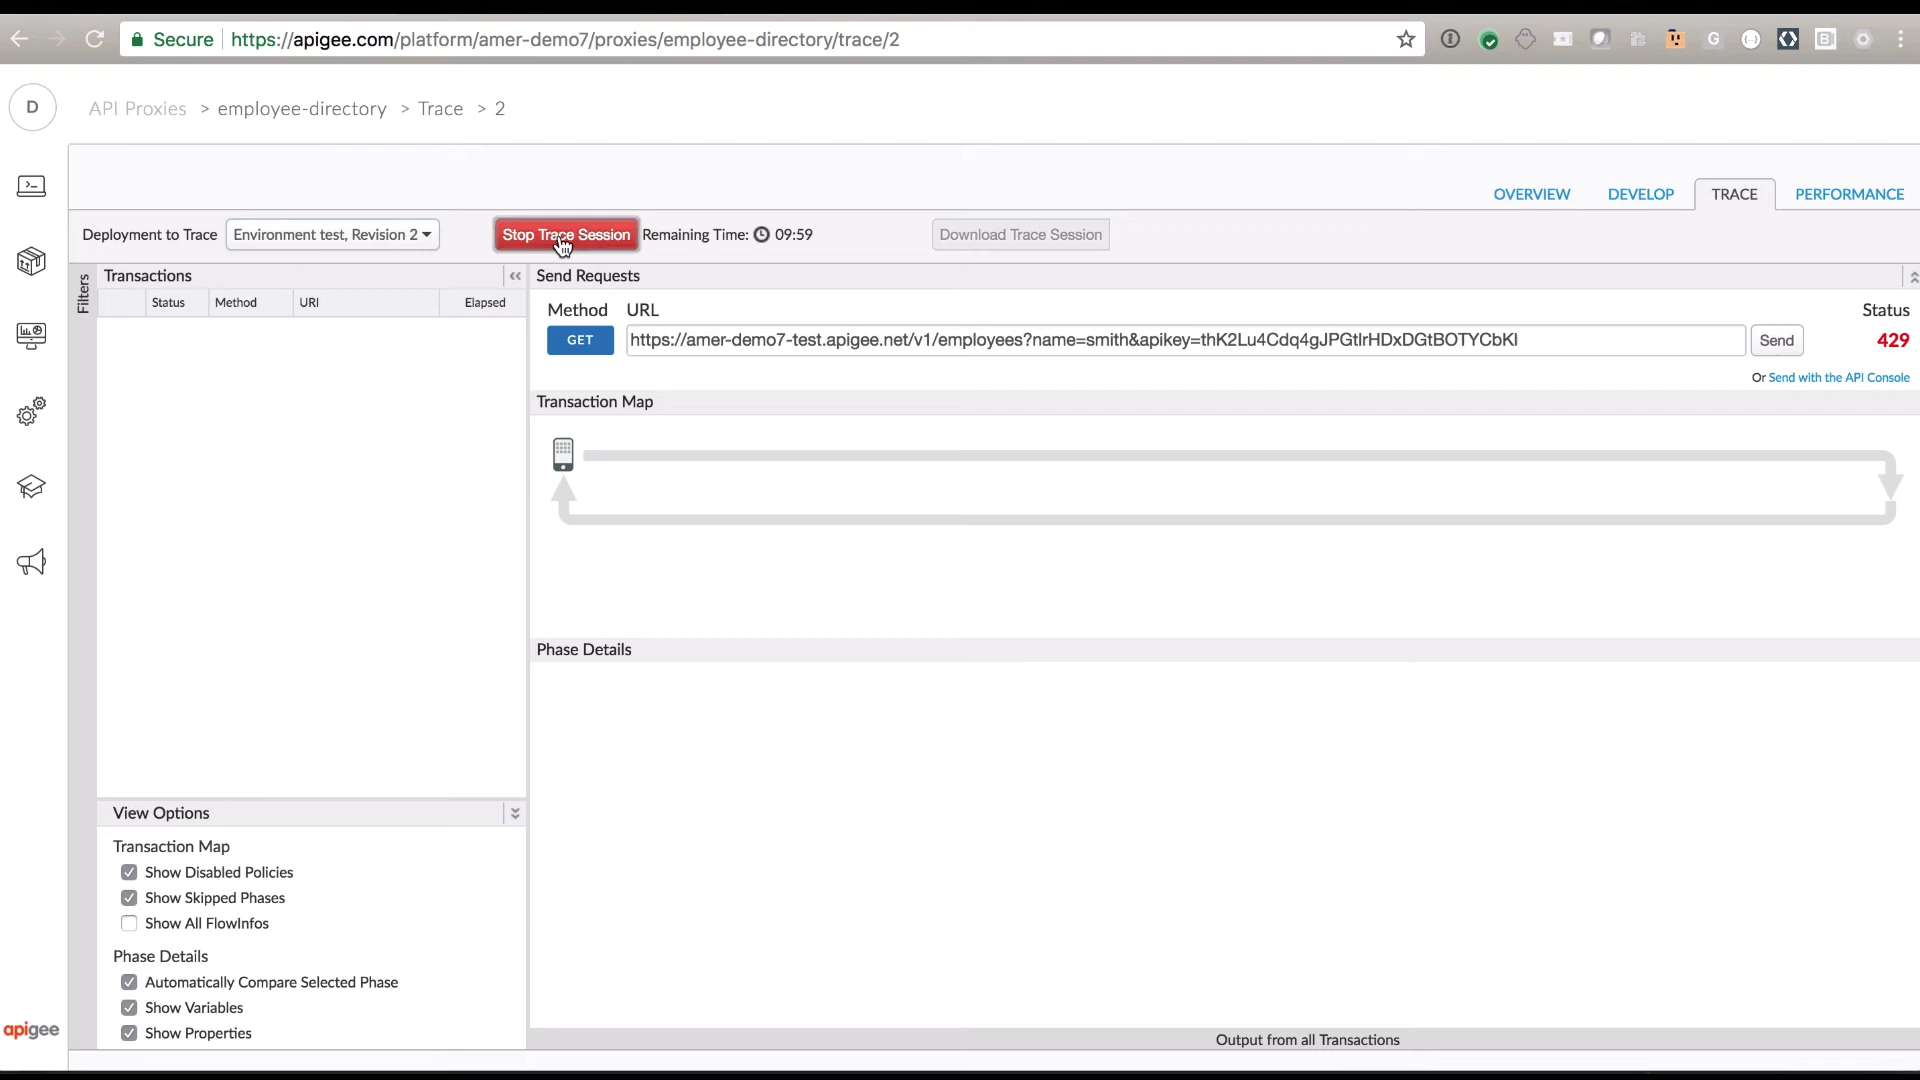 Secure https://apigee.com/platform/amer-demo7/proxies/employee-directory/trace/2
D API Proxies > employee-directory > Trace > 2
OVERVIEW DEVELOP TRACE PERFORMANCE
Deployment to Trace Environment test, Revision 2 Stop Trace Session Remaining Time: 09:59 Download Trace Session
Filters
Transactions
Status Method URI Elapsed
Send Requests
Method URL Status
GET https://amer-demo7-test.apigee.net/v1/employees?name=smith&apikey=thK2Lu4Cdq4gJPGtIrHDxDGtBOTYCbKI Send 429
Or Send with the API Console
Transaction Map
Phase Details
View Options
Transaction Map
Show Disabled Policies
Show Skipped Phases
Show All FlowInfos
Phase Details
Automatically Compare Selected Phase
Show Variables
Show Properties
apigee
Output from all Transactions